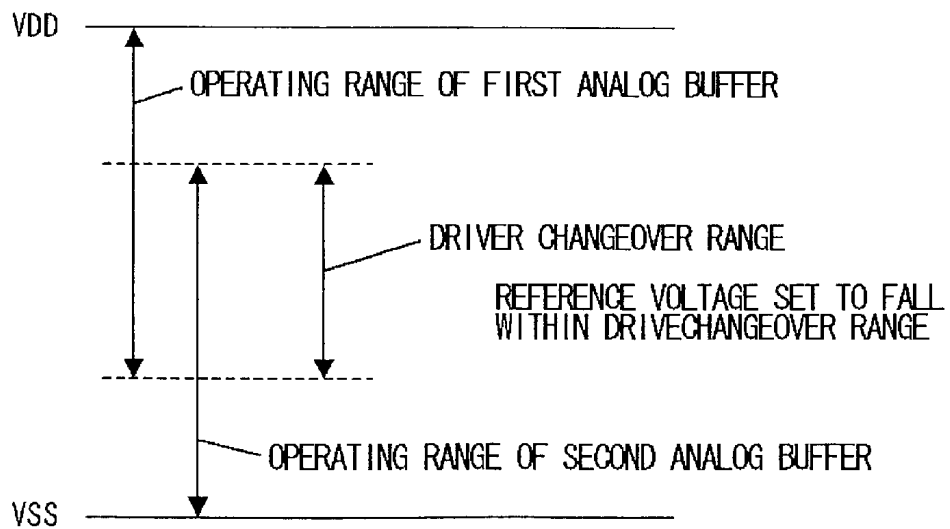 VDD
OPERATING RANGE OF FIRST ANALOG BUFFER
DRIVER CHANGEOVER RANGE
REFERENCE VOLTAGE SET TO FALL
WITHIN DRIVECHANGEOVER RANGE
OPERATING RANGE OF SECOND ANALOG BUFFER
VSS